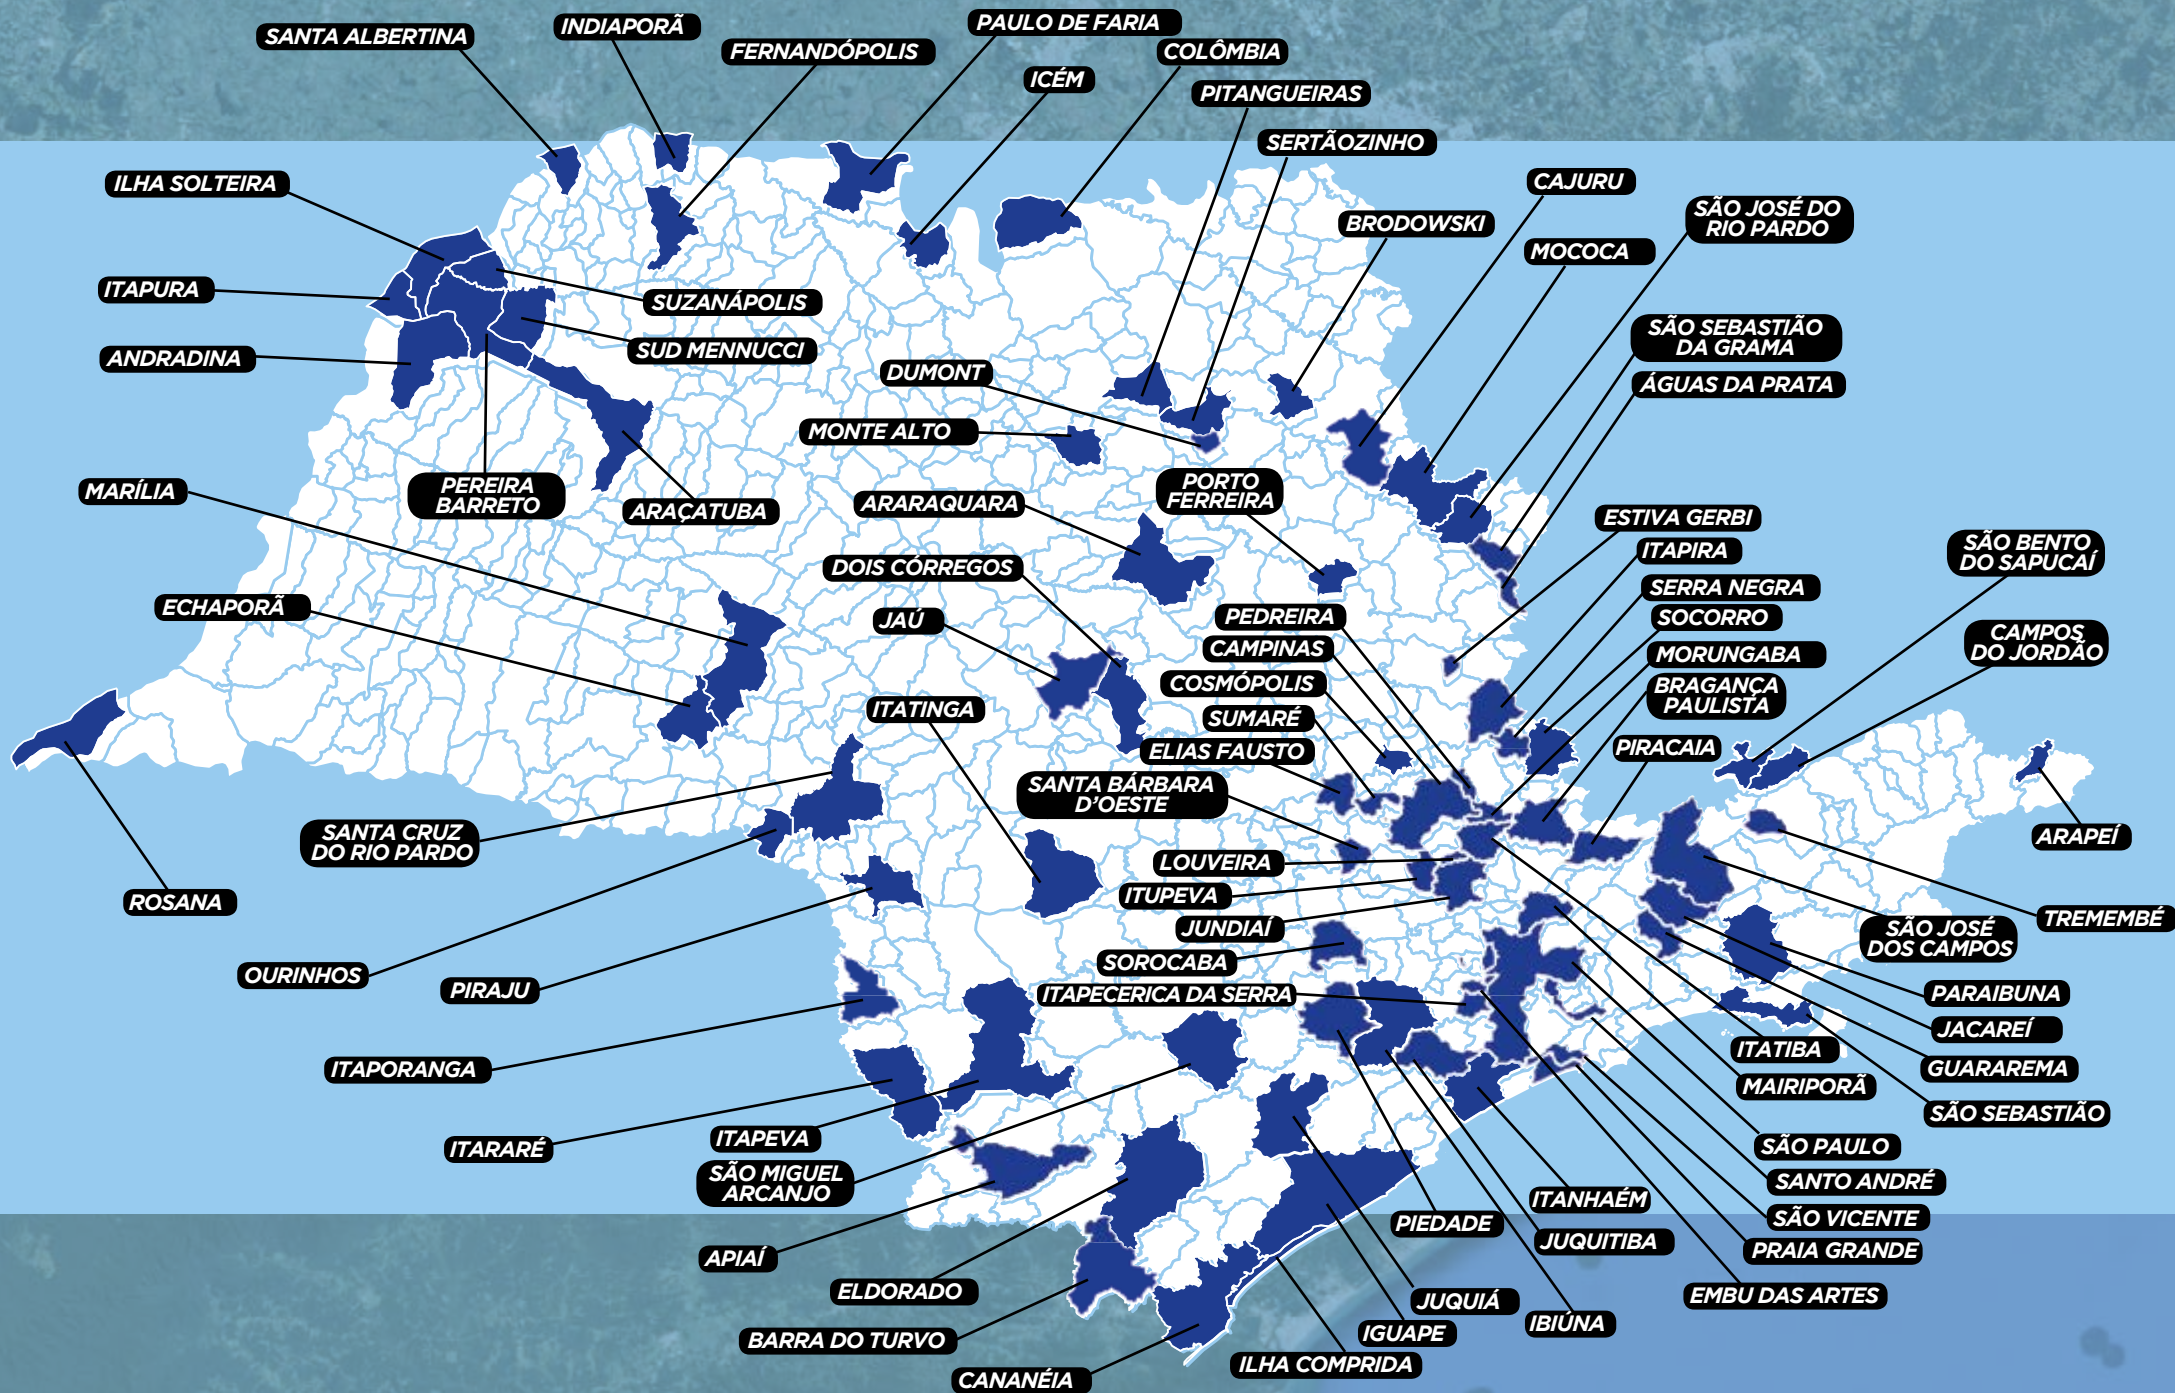 SANTA ALBERTINA
INDIAPORÃ
FERNANDÓPOLIS
PAULO DE FARIA
COLÔMBIA
ICÉM
PITANGUEIRAS
SERTÃOZINHO
CAJURU
SÃO JOSÉ DO
RIO PARDO
BRODOWSKI
MOCOCA
ILHA SOLTEIRA
ITAPURA
SUZANÁPOLIS
SUD MENNUCCI
ANDRADINA
SÃO SEBASTIÃO
DA GRAMA
ÁGUAS DA PRATA
DUMONT
MONTE ALTO
MARÍLIA
PEREIRA
BARRETO
ARAÇATUBA
ARARAQUARA
PORTO
FERREIRA
ESTIVA GERBI
ITAPIRA
SÃO BENTO
DO SAPUCAÍ
DOIS CÓRREGOS
SERRA NEGRA
ECHAPORÃ
JAÚ
PEDREIRA
SOCORRO
CAMPOS
DO JORDÃO
CAMPINAS
MORUNGABA
COSMÓPOLIS
BRAGANÇA
PAULISTA
ITATINGA
SUMARÉ
ELIAS FAUSTO
PIRACAIA
SANTA BÁRBARA
D'OESTE
SANTA CRUZ
DO RIO PARDO
ARAPEÍ
LOUVEIRA
ITUPEVA
ROSANA
JUNDIAÍ
TREMEMBÉ
SÃO JOSÉ
DOS CAMPOS
SOROCABA
OURINHOS
PIRAJU
ITAPECERICA DA SERRA
PARAIBUNA
JACAREÍ
ITATIBA
ITAPORANGA
GUARAREMA
MAIRIPORÃ
SÃO SEBASTIÃO
ITARARÉ
ITAPEVA
SÃO PAULO
SÃO MIGUEL
ARCANJO
SANTO ANDRÉ
ITANHAÉM
SÃO VICENTE
PIEDADE
JUQUITIBA
PRAIA GRANDE
APIAÍ
ELDORADO
EMBU DAS ARTES
JUQUIÁ
IBIÚNA
IGUAPE
BARRA DO TURVO
ILHA COMPRIDA
CANANÉIA